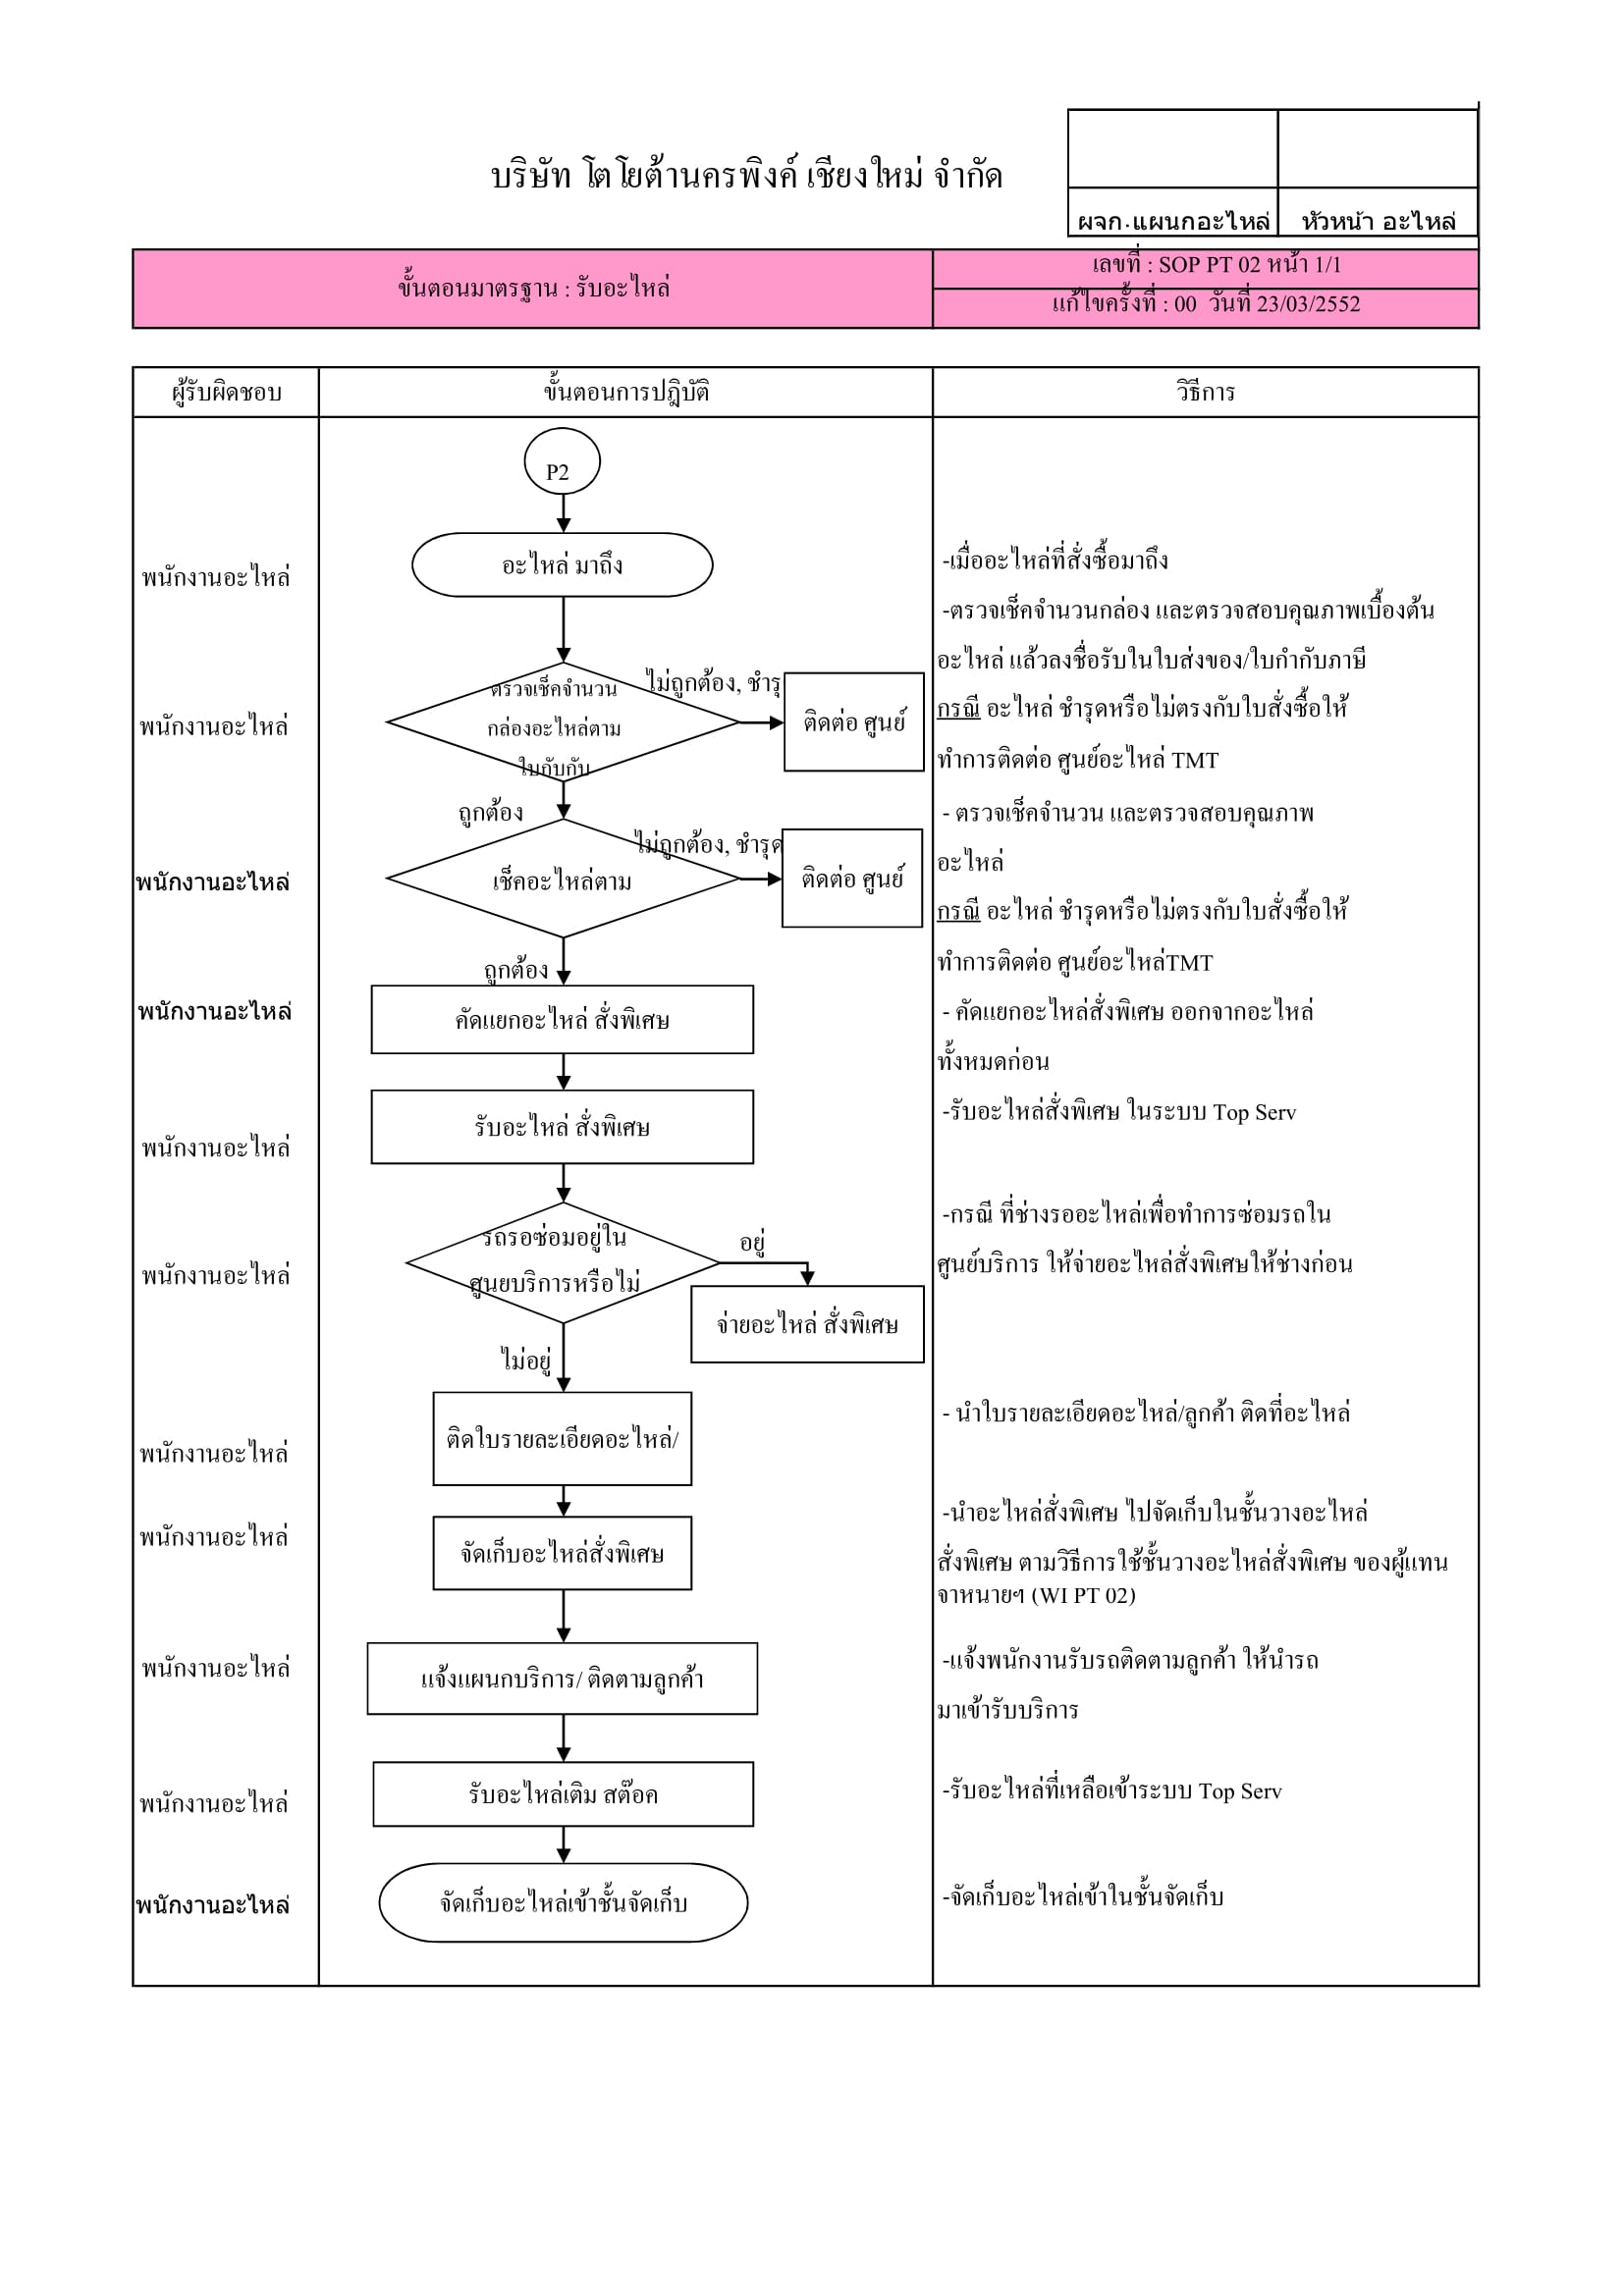 บริษัท โตโยต้านครพิงค์ เชียงใหม่ จำกัด
ผจก.แผนกอะไหล่ หัวหน้า อะไหล่
ขั้นตอนมาตรฐาน : รับอะไหล่
เลขที่ : SOP PT 02 หน้า 1/1
แก้ไขครั้งที่ : 00 วันที่ 23/03/2552
ผู้รับผิดชอบ ขั้นตอนการปฎิบัติ วิธีการ
P2
พนักงานอะไหล่
อะไหล่ มาถึง
-เมื่ออะไหล่ที่สั่งซื้อมาถึง
-ตรวจเช็คจำนวนกล่อง และตรวจสอบคุณภาพเบื้องต้น
อะไหล่ แล้วลงชื่อรับในใบส่งของ/ใบกำกับภาษี
พนักงานอะไหล่
ตรวจเช็คจำนวน
กล่องอะไหล่ตาม
ใบกับกับ
ไม่ถูกต้อง, ชำรุ
ติดต่อ ศูนย์
กรณี อะไหล่ ชำรุดหรือไม่ตรงกับใบสั่งซื้อให้
ทำการติดต่อ ศูนย์อะไหล่ TMT
ถูกต้อง
พนักงานอะไหล่
เช็คอะไหล่ตาม
ไม่ถูกต้อง, ชำรุด
ติดต่อ ศูนย์
- ตรวจเช็คจำนวน และตรวจสอบคุณภาพ
อะไหล่
กรณี อะไหล่ ชำรุดหรือไม่ตรงกับใบสั่งซื้อให้
ทำการติดต่อ ศูนย์อะไหล่TMT
ถูกต้อง
พนักงานอะไหล่
คัดแยกอะไหล่ สั่งพิเศษ
- คัดแยกอะไหล่สั่งพิเศษ ออกจากอะไหล่
ทั้งหมดก่อน
พนักงานอะไหล่
รับอะไหล่ สั่งพิเศษ
-รับอะไหล่สั่งพิเศษ ในระบบ Top Serv
พนักงานอะไหล่
รถรอซ่อมอยู่ใน
ศูนยบริการหรือไม่
อยู่
จ่ายอะไหล่ สั่งพิเศษ
-กรณี ที่ช่างรออะไหล่เพื่อทำการซ่อมรถใน
ศูนย์บริการ ให้จ่ายอะไหล่สั่งพิเศษให้ช่างก่อน
ไม่อยู่
พนักงานอะไหล่
ติดใบรายละเอียดอะไหล่/
- นำใบรายละเอียดอะไหล่/ลูกค้า ติดที่อะไหล่
พนักงานอะไหล่
จัดเก็บอะไหล่สั่งพิเศษ
-นำอะไหล่สั่งพิเศษ ไปจัดเก็บในชั้นวางอะไหล่
สั่งพิเศษ ตามวิธีการใช้ชั้นวางอะไหล่สั่งพิเศษ ของผู้แทน
จาหนายฯ (WI PT 02)
พนักงานอะไหล่
แจ้งแผนกบริการ/ ติดตามลูกค้า
-แจ้งพนักงานรับรถติดตามลูกค้า ให้นำรถ
มาเข้ารับบริการ
พนักงานอะไหล่
รับอะไหล่เติม สต๊อค
-รับอะไหล่ที่เหลือเข้าระบบ Top Serv
พนักงานอะไหล่
จัดเก็บอะไหล่เข้าชั้นจัดเก็บ
-จัดเก็บอะไหล่เข้าในชั้นจัดเก็บ